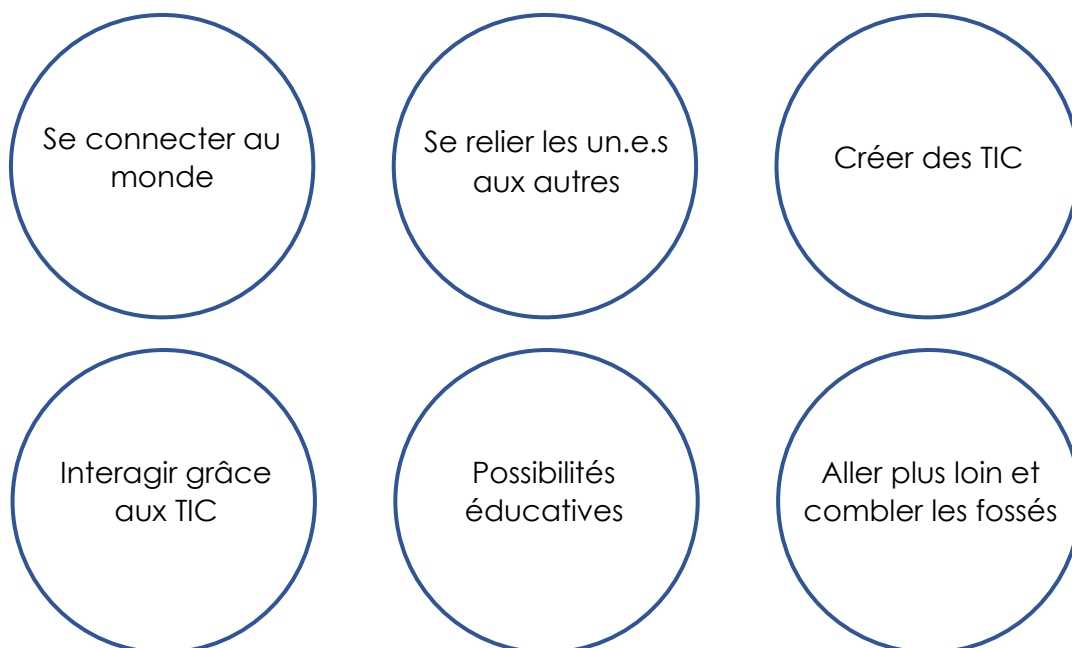 Se connecter au
monde
Se relier les un.e.s
aux autres
Créer des TIC
Interagir grâce
aux TIC
Possibilités
éducatives
Aller plus loin et
combler les fossés